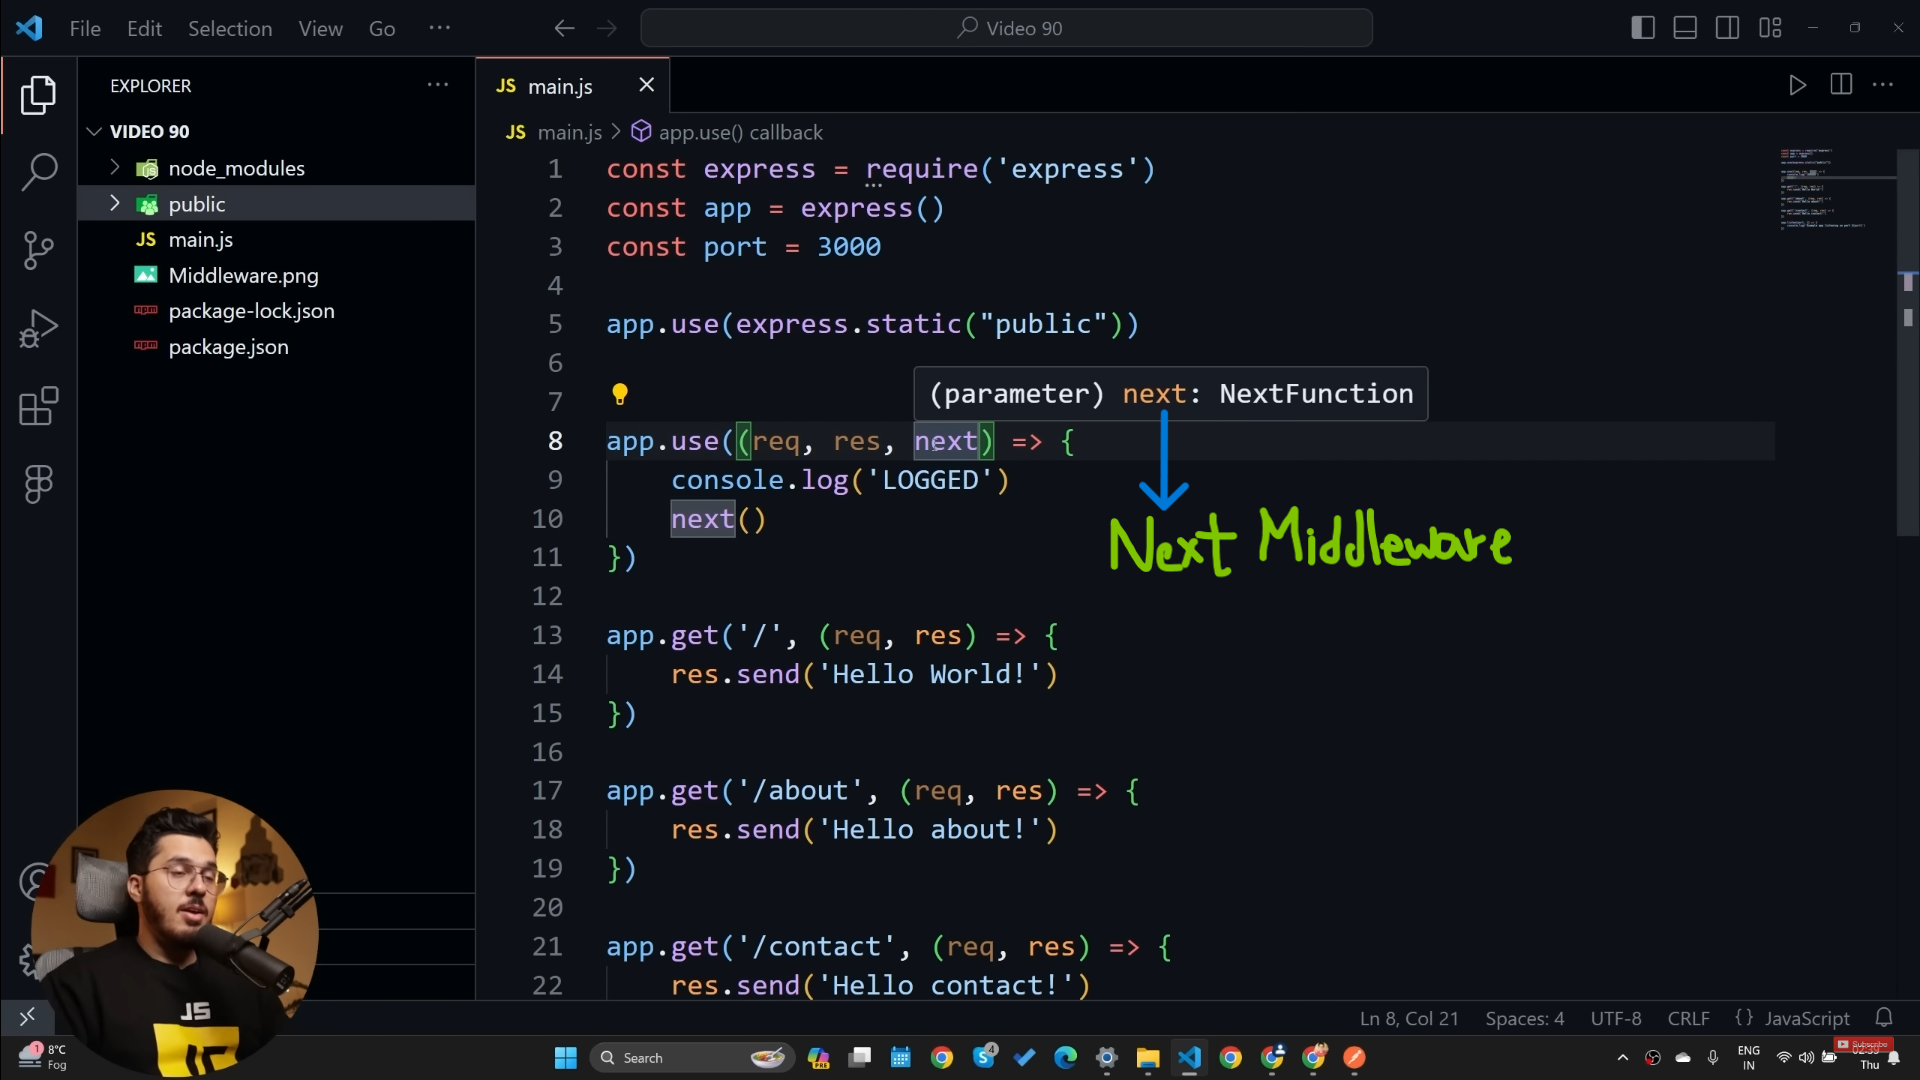 File Edit Selection View Go ··· Video 90
EXPLORER ···
VIDEO 90
node_modules
public
JS main.js
Middleware.png
package-lock.json
package.json
JS main.js
JS main.js > app.use() callback
1 const express = require('express')
2 const app = express()
3 const port = 3000
4
5 app.use(express.static("public"))
6
7
(parameter) next: NextFunction
8 app.use((req, res, next) => {
9 console.log('LOGGED')
10 next()
11 })
Next Middleware
12
13 app.get('/', (req, res) => {
14 res.send('Hello World!')
15 })
16
17 app.get('/about', (req, res) => {
18 res.send('Hello about!')
19 })
20
21 app.get('/contact', (req, res) => {
22 res.send('Hello contact!')
JS
Ln 8, Col 21 Spaces: 4 UTF-8 CRLF {} JavaScript
1 8°C
Fog
Search
PRE
4
ENG
IN
Subscribe
Thu